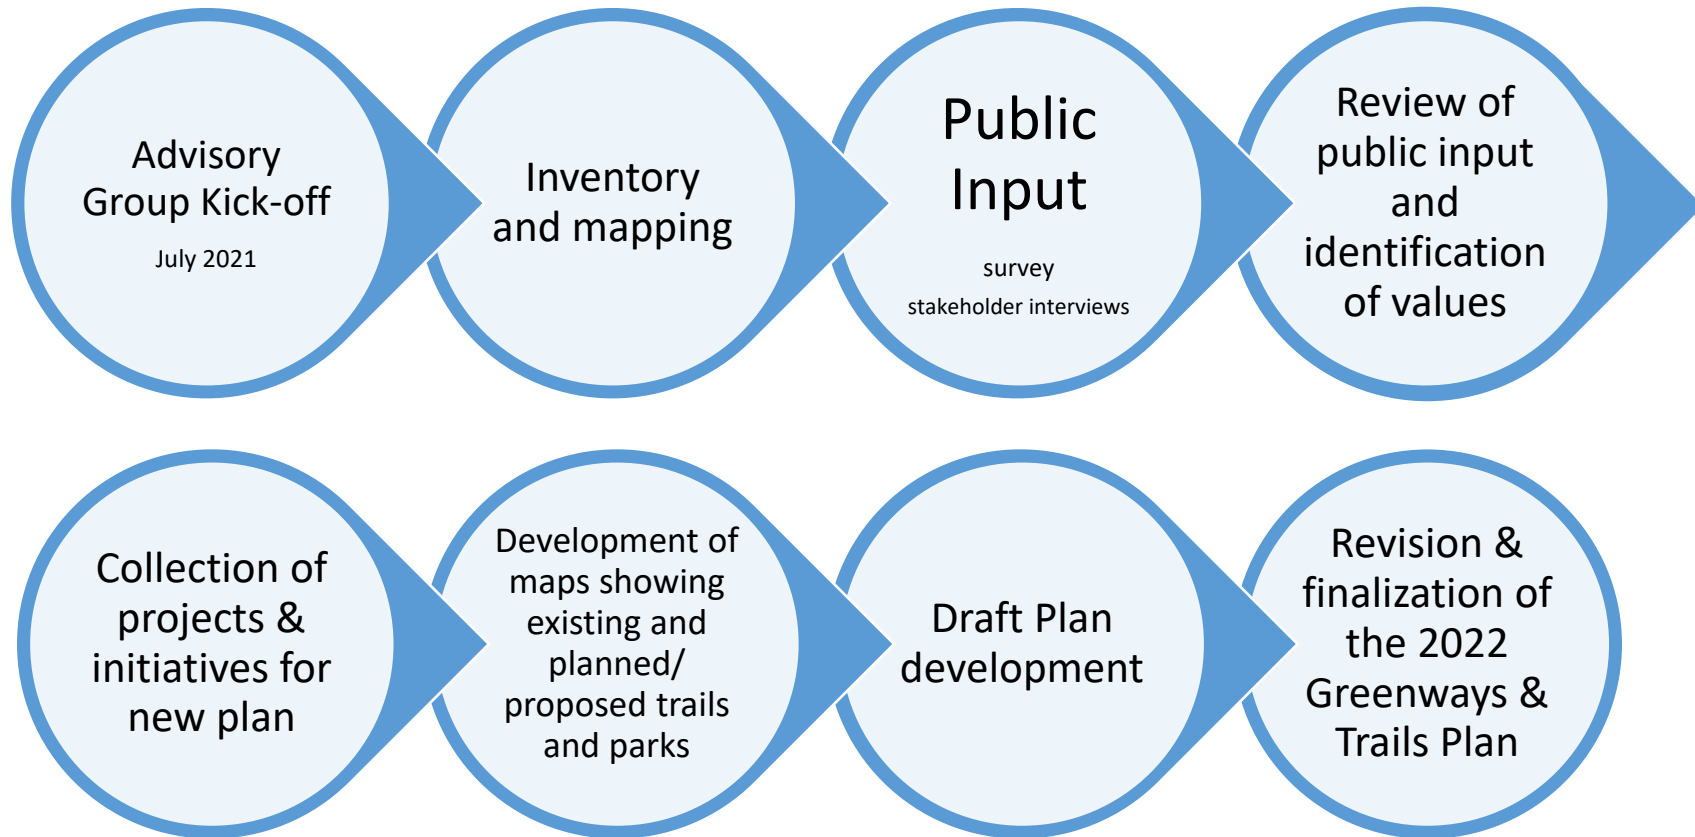 Advisory
Group Kick-off
July 2021
Inventory
and mapping
Public
Input
survey
stakeholder interviews
Review of
public input
and
identification
of values
Collection of
projects &
initiatives for
new plan
Development of
maps showing
existing and
planned/
proposed trails
and parks
Draft Plan
development
Revision &
finalization of
the 2022
Greenways &
Trails Plan